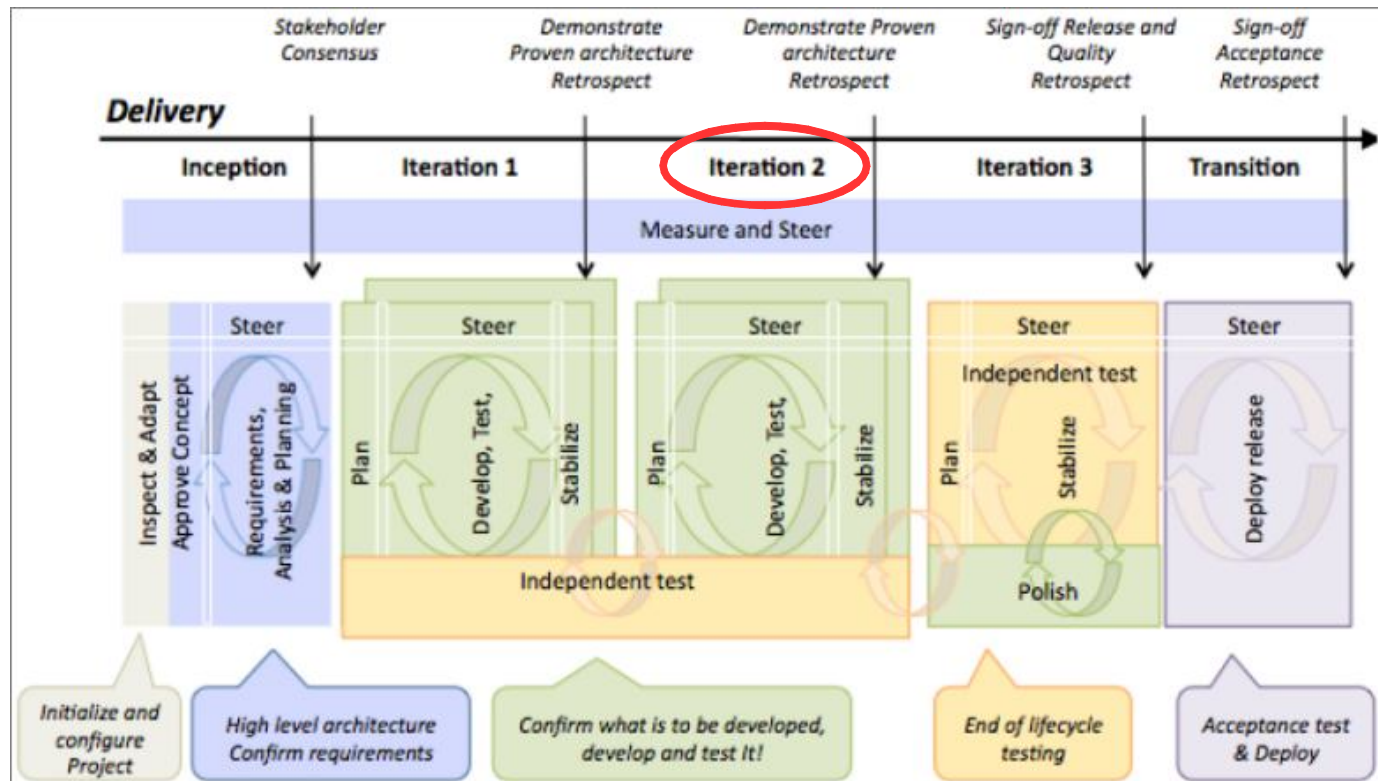 Stakeholder
Consensus
Demonstrate
Proven architecture
Retrospect
Demonstrate Proven
architecture
Retrospect
Sign-off Release and
Quality
Retrospect
Sign-off
Acceptance
Retrospect
Delivery
Inception
Iteration 1
Iteration 2
Iteration 3
Transition
Measure and Steer
Inspect & Adapt
Approve Concept
Steer
Requirements,
Analysis & Planning
Steer
Plan
Develop, Test,
Stabilize
Steer
Plan
Develop, Test,
Stabilize
Independent test
Steer
Independent test
Plan
Stabilize
Polish
Steer
Deploy release
Initialize and
configure
Project
High level architecture
Confirm requirements
Confirm what is to be developed,
develop and test It!
End of lifecycle
testing
Acceptance test
& Deploy